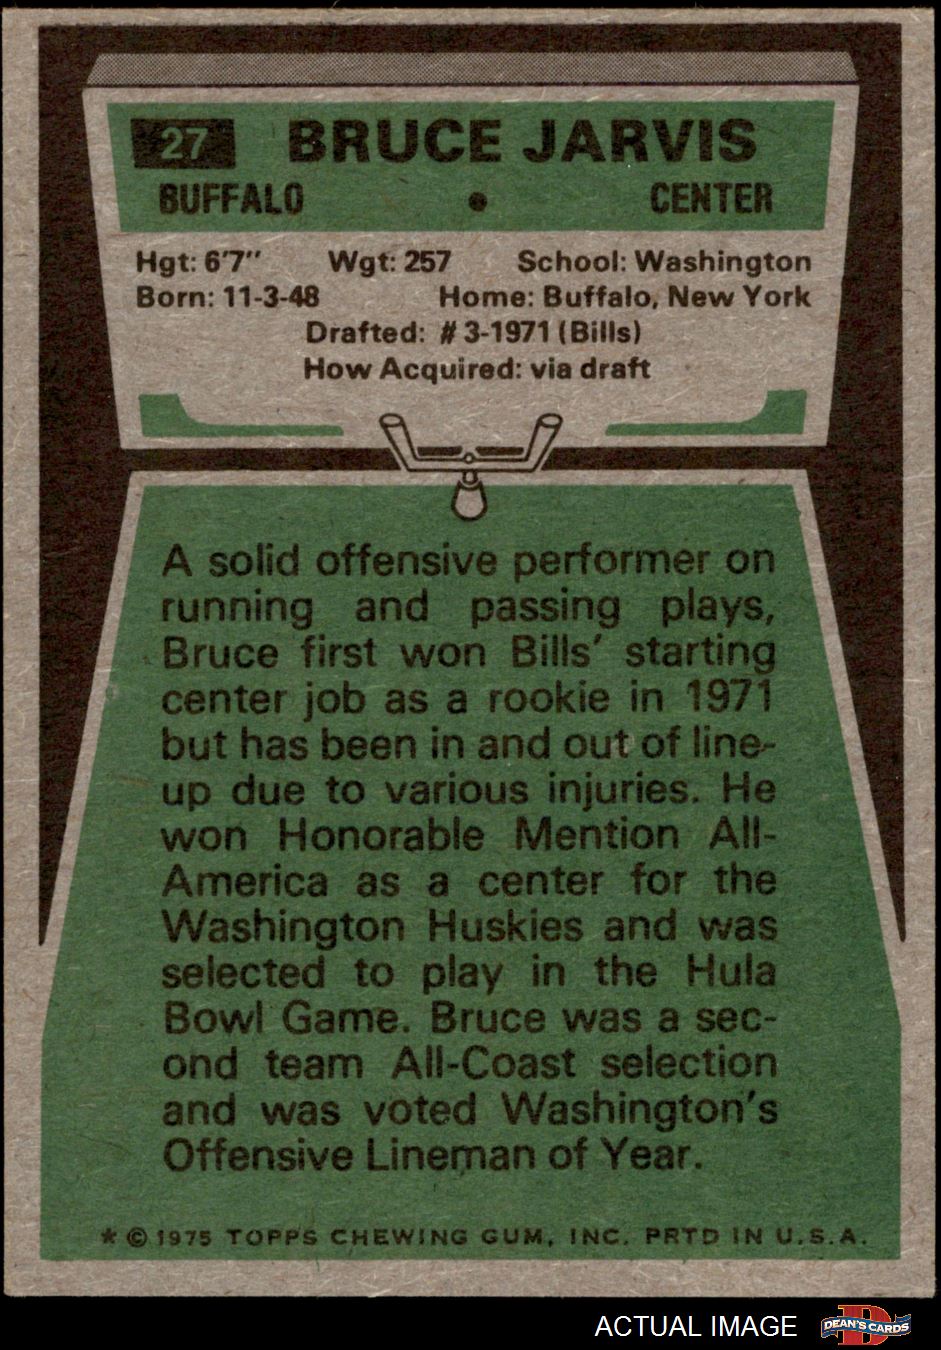 27 BRUCE JARVIS
BUFFALO • CENTER
Hgt: 6'7" Wgt: 257 School: Washington
Born: 11-3-48 Home: Buffalo, New York
Drafted: #3-1971 (Bills)
How Acquired: via draft
A solid offensive performer on
running and passing plays,
Bruce first won Bills' starting
center job as a rookie in 1971
but has been in and out of line-
up due to various injuries. He
won Honorable Mention All-
America as a center for the
Washington Huskies and was
selected to play in the Hula
Bowl Game. Bruce was a sec-
ond team All-Coast selection
and was voted Washington's
Offensive Lineman of Year.
* © 1975 TOPPS CHEWING GUM, INC. PRTD IN U.S.A.
ACTUAL IMAGE D DEAN'S CARDS